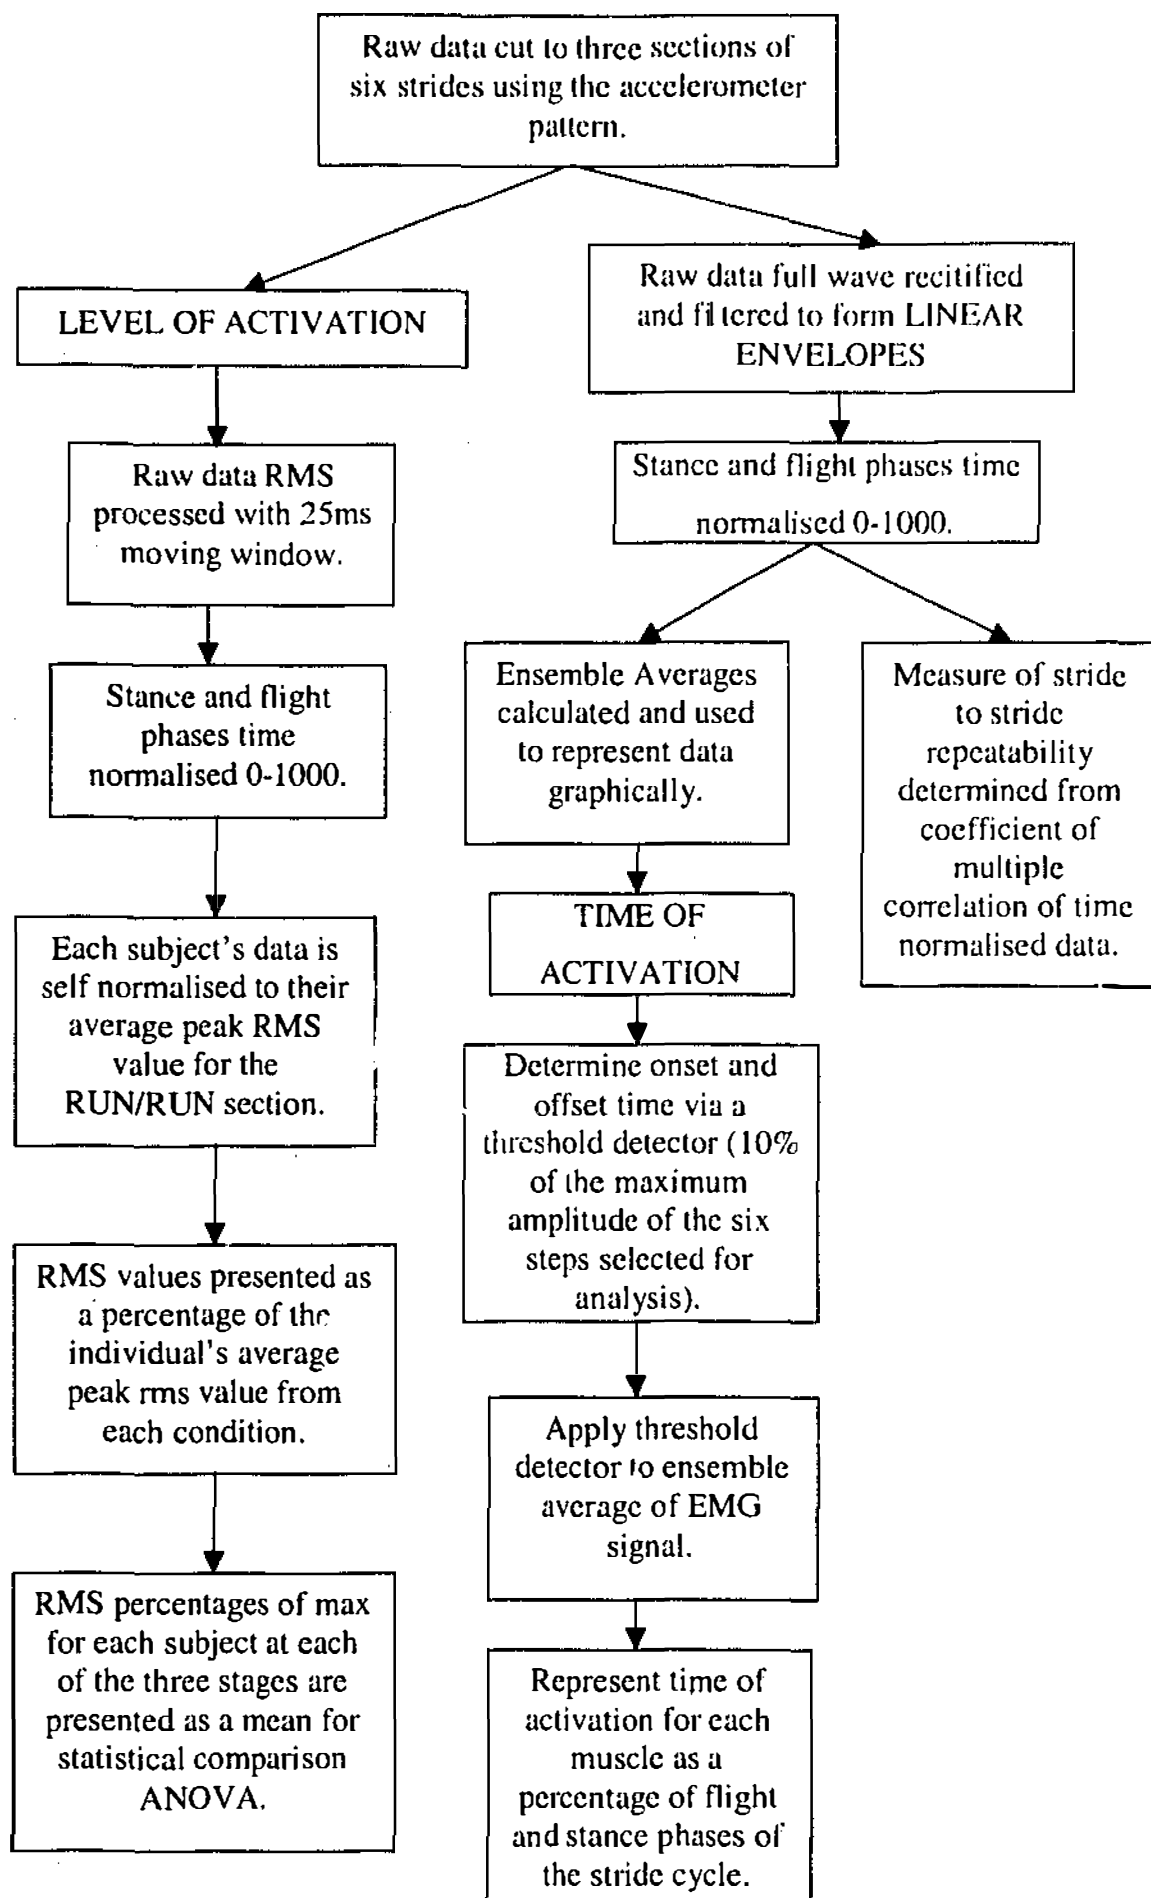 Raw data cut to three sections of
six strides using the accelerometer
pattern.
LEVEL OF ACTIVATION
Raw data RMS
processed with 25ms
moving window.
Stance and flight
phases time
normalised 0-1000.
Each subject's data is
self normalised to their
average peak RMS
value for the
RUN/RUN section.
RMS values presented as
a percentage of the
individual's average
peak rms value from
each condition.
RMS percentages of max
for each subject at each
of the three stages are
presented as a mean for
statistical comparison
ANOVA.
Raw data full wave recitified
and filtered to form LINEAR
ENVELOPES
Stance and flight phases time
normalised 0-1000.
Ensemble Averages
calculated and used
to represent data
graphically.
TIME OF
ACTIVATION
Determine onset and
offset time via a
threshold detector (10%
of the maximum
amplitude of the six
steps selected for
analysis).
Apply threshold
detector to ensemble
average of EMG
signal.
Represent time of
activation for each
muscle as a
percentage of flight
and stance phases of
the stride cycle.
Measure of stride
to stride
repeatability
determined from
coefficient of
multiple
correlation of time
normalised data.